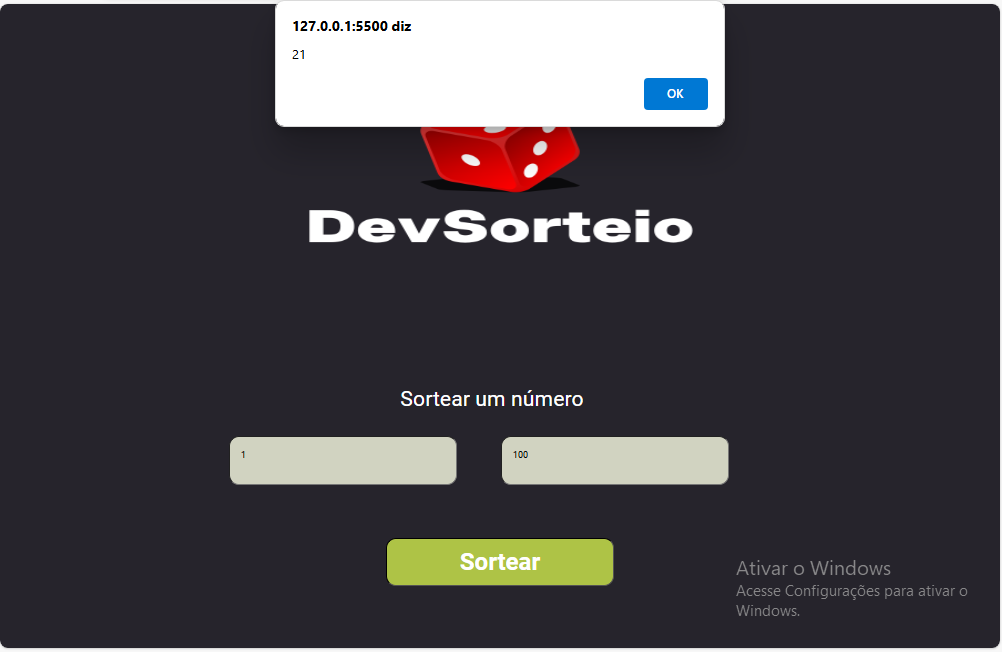 127.0.0.1:5500 diz
21
OK
DevSorteio
Sortear um número
1
100
Sortear
Ativar o Windows
Acesse Configurações para ativar o
Windows.